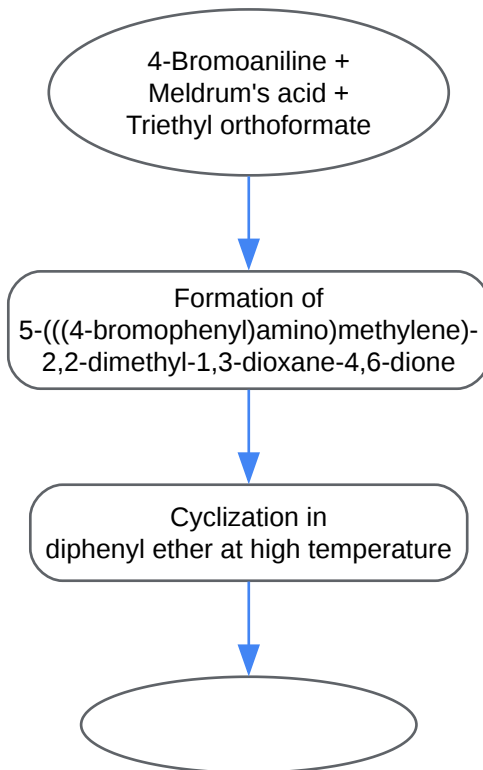 4-Bromoaniline +
Meldrum's acid +
Triethyl orthoformate
Formation of
5-(((4-bromophenyl)amino)methylene)-
2,2-dimethyl-1,3-dioxane-4,6-dione
Cyclization in
diphenyl ether at high temperature